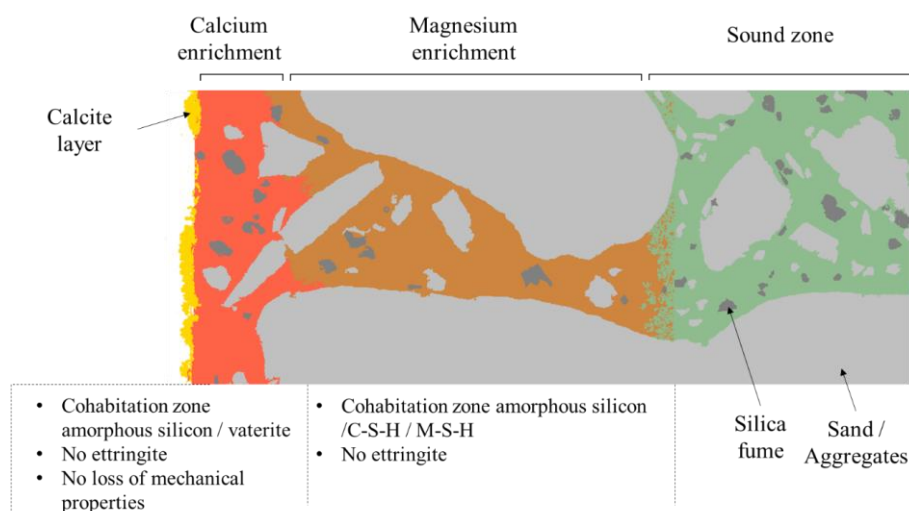 Calcium
enrichment
Magnesium
enrichment
Sound zone
Calcite
layer
• Cohabitation zone
amorphous silicon / vaterite
• No ettringite
• No loss of mechanical
properties
• Cohabitation zone amorphous silicon
/C-S-H / M-S-H
• No ettringite
Silica
fume
Sand /
Aggregates